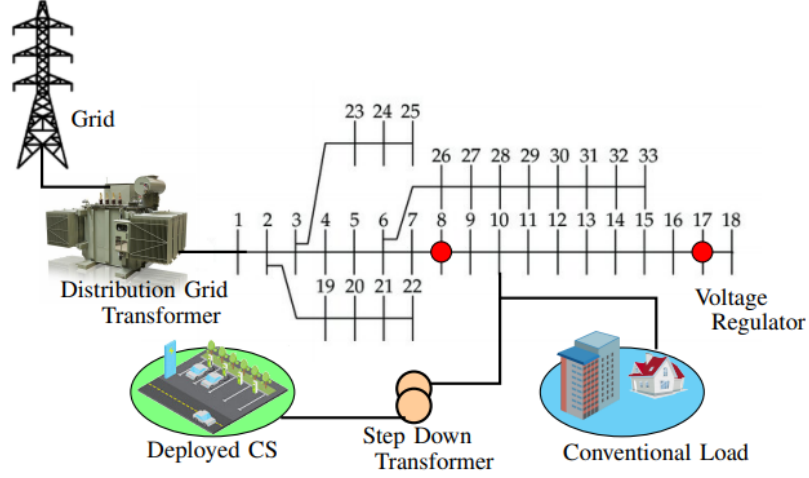 Grid
23 24 25
26 27 28 29 30 31 32 33
1 2 3 4 5 6 7 8 9 10 11 12 13 14 15 16 17 18
19 20 21 22
Distribution Grid
Transformer
Voltage
Regulator
Deployed CS
Step Down
Transformer
Conventional Load